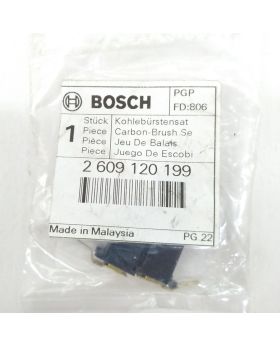 BOSCH
PGP
FD:806
1
Stück Kohlebürstensat
Piece Carbon-Brush Se
Pièce Jeu De Balais
Pieza Juego De Escobi
2 609 120 199
Made in Malaysia
PG 22